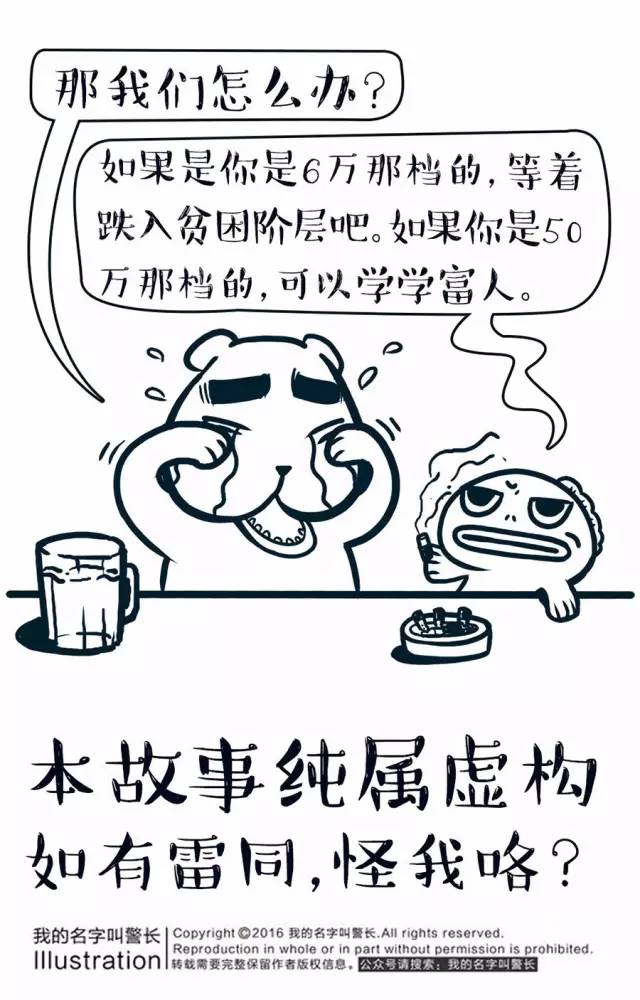 那我们怎么办?
如果是你是6万那档的,等着
跌入贫困阶层吧。如果你是50
万那档的,可以学学富人。
本故事纯属虚构
如有雷同,怪我咯?
我的名字叫警长
Illustration
Copyright©2016 我的名字叫警长.All rights reserved.
Reproduction in whole or in part without permission is prohibited.
转载需要完整保留作者版权信息。公众号请搜索:我的名字叫警长